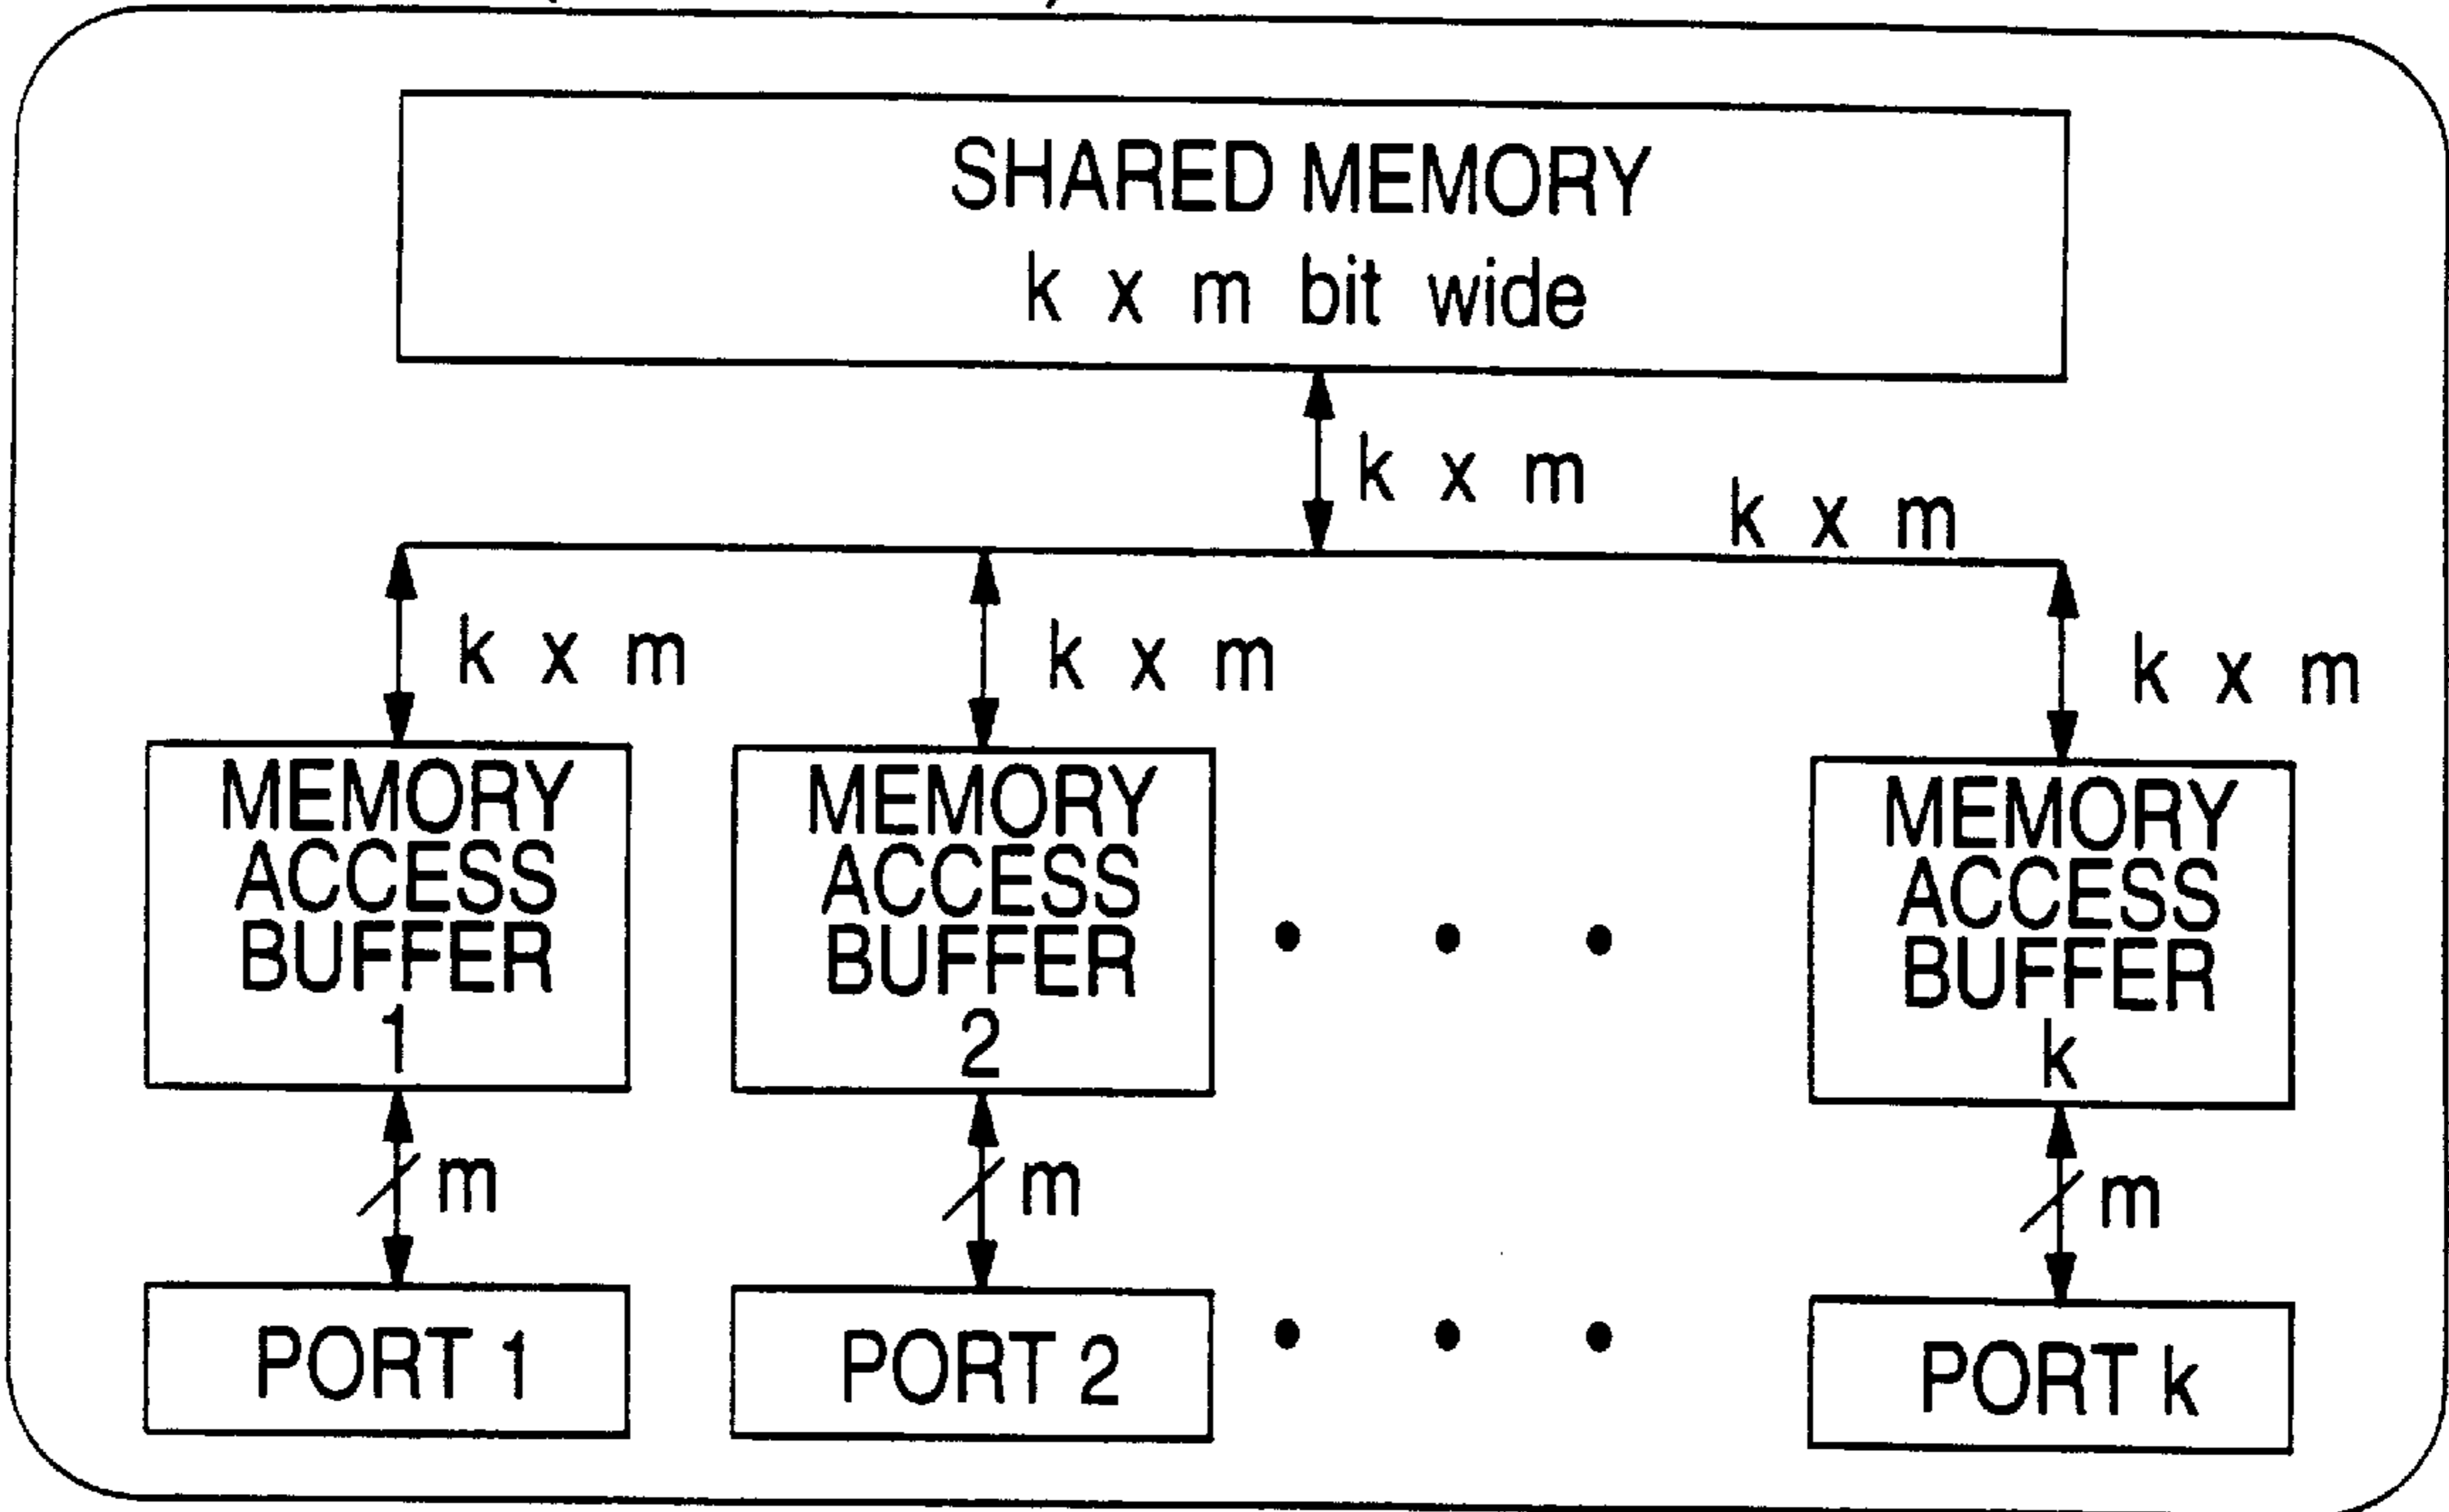 SHARED MEMORY
k x m bit wide
k x m
k x m
k x m
k x m
k x m
MEMORY
ACCESS
BUFFER
1
MEMORY
ACCESS
BUFFER
2
MEMORY
ACCESS
BUFFER
k
m
m
m
PORT 1
PORT 2
PORT k